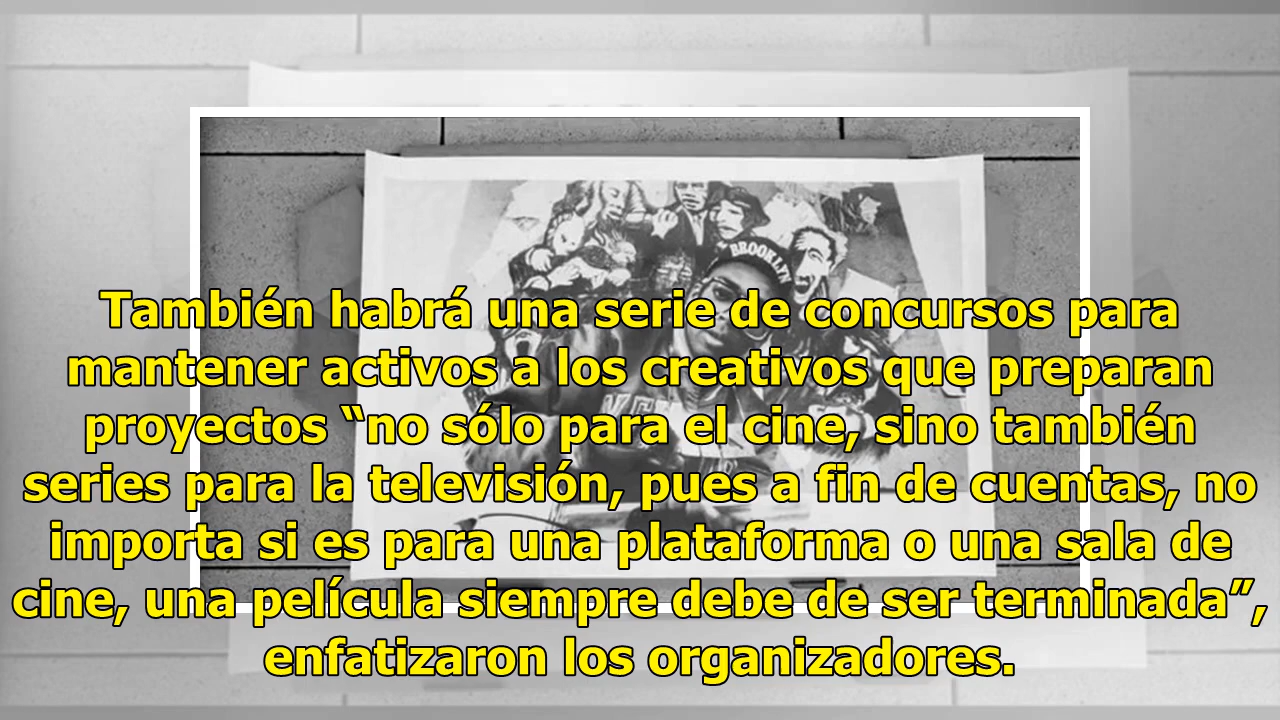 BROOKLYN
También habrá una serie de concursos para
mantener activos a los creativos que preparan
proyectos “no sólo para el cine, sino también
series para la televisión, pues a fin de cuentas, no
importa si es para una plataforma o una sala de
cine, una película siempre debe de ser terminada”,
enfatizaron los organizadores.